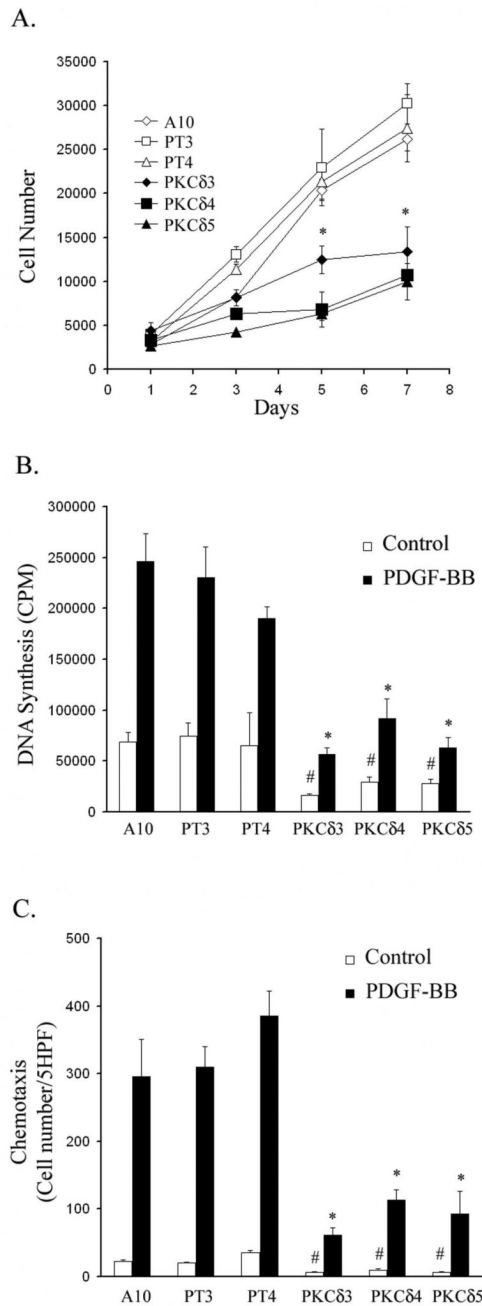 A.
35000
30000
25000
20000
15000
10000
5000
0
Cell Number
A10
PT3
PT4
PKCδ3
PKCδ4
PKCδ5
*
*
0 1 2 3 4 5 6 7 8
Days
B.
300000
250000
200000
150000
100000
50000
0
DNA Synthesis (CPM)
Control
PDGF-BB
# * # * # *
A10 PT3 PT4 PKCδ3 PKCδ4 PKCδ5
C.
500
400
300
200
100
0
Chemotaxis
(Cell number/5HPF)
Control
PDGF-BB
# * # * # *
A10 PT3 PT4 PKCδ3 PKCδ4 PKCδ5